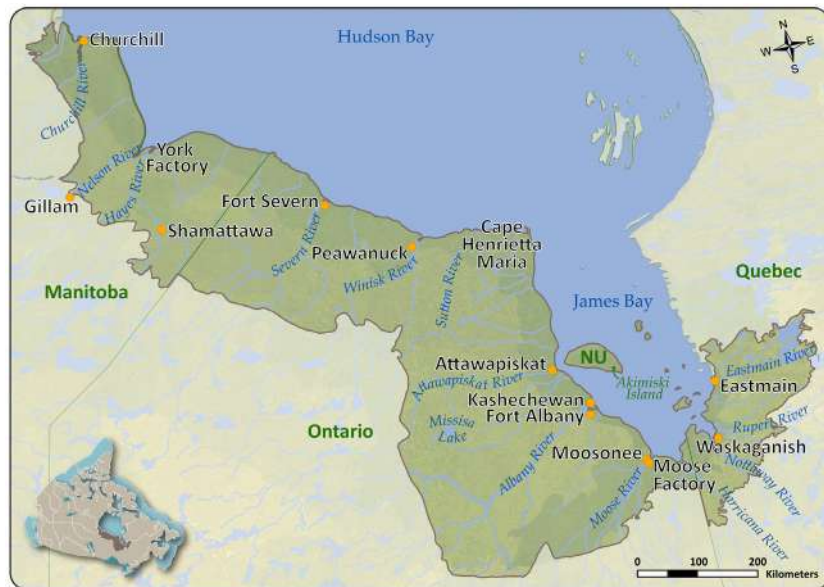 Churchill
Hudson Bay
N
W
E
S
Churchill River
York
Factory
Nelson River
Hayes River
Gillam
Shamattawa
Fort Severn
Severn River
Peawanuck
Winisk River
Cape
Henrietta
Maria
Sutton River
Manitoba
Quebec
James Bay
NU
Akimiski
Island
Attawapiskat
Attawapiskat River
Kashechewan
Fort Albany
Missisa
Lake
Ontario
Albany River
Moosonee
Moose
Factory
Moose River
Eastmain River
Eastmain
Rupert River
Waskaganish
Nottaway River
Harricana River
0
100
200
Kilometers